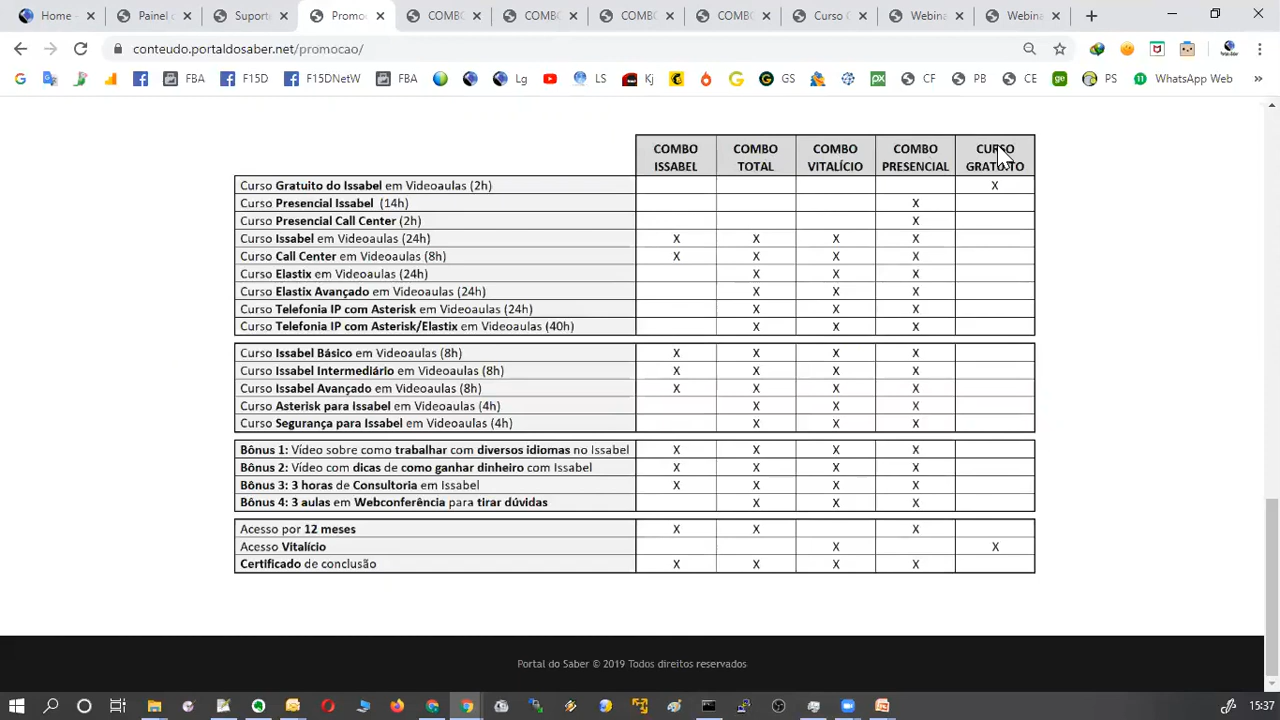 Home -
Painel d
Suporte
Promoc
COMBO
COMBO
COMBO
COMBO
Curso G
Webina
Webina
conteudo.portaldosaber.net/promocao/
FBA
F15D
F15DNetW
FBA
Lg
LS
Kj
GS
CF
PB
CE
PS
WhatsApp Web
COMBO ISSABEL
COMBO TOTAL
COMBO VITALÍCIO
COMBO PRESENCIAL
CURSO GRATUITO
Curso Gratuito do Issabel em Videoaulas (2h) X
Curso Presencial Issabel (14h) X
Curso Presencial Call Center (2h) X
Curso Issabel em Videoaulas (24h) X X X X
Curso Call Center em Videoaulas (8h) X X X X
Curso Elastix em Videoaulas (24h) X X X
Curso Elastix Avançado em Videoaulas (24h) X X X
Curso Telefonia IP com Asterisk em Videoaulas (24h) X X X
Curso Telefonia IP com Asterisk/Elastix em Videoaulas (40h) X X X
Curso Issabel Básico em Videoaulas (8h) X X X X
Curso Issabel Intermediário em Videoaulas (8h) X X X X
Curso Issabel Avançado em Videoaulas (8h) X X X X
Curso Asterisk para Issabel em Videoaulas (4h) X X X
Curso Segurança para Issabel em Videoaulas (4h) X X X
Bônus 1: Vídeo sobre como trabalhar com diversos idiomas no Issabel X X X X
Bônus 2: Vídeo com dicas de como ganhar dinheiro com Issabel X X X X
Bônus 3: 3 horas de Consultoria em Issabel X X X X
Bônus 4: 3 aulas em Webconferência para tirar dúvidas X X X
Acesso por 12 meses X X X
Acesso Vitalício X X
Certificado de conclusão X X X X
Portal do Saber © 2019 Todos direitos reservados
15:37